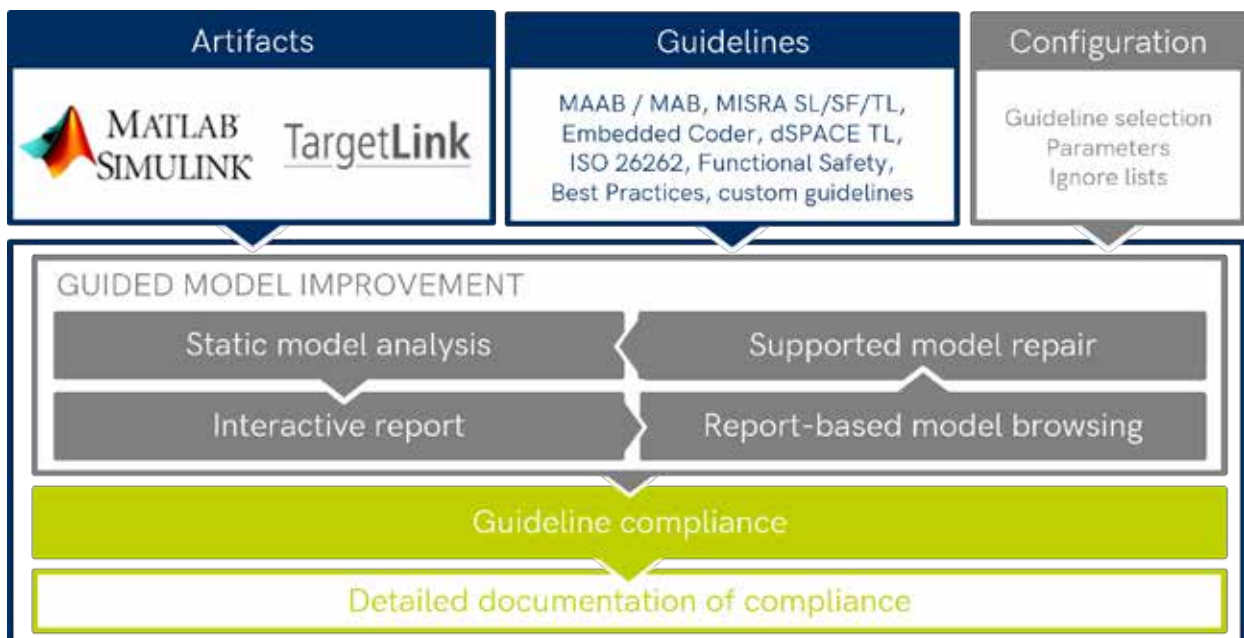 Artifacts
MATLAB
SIMULINK
TargetLink
Guidelines
MAAB / MAB, MISRA SL/SF/TL,
Embedded Coder, dSPACE TL,
ISO 26262, Functional Safety,
Best Practices, custom guidelines
Configuration
Guideline selection
Parameters
Ignore lists
GUIDED MODEL IMPROVEMENT
Static model analysis
Supported model repair
Interactive report
Report-based model browsing
Guideline compliance
Detailed documentation of compliance